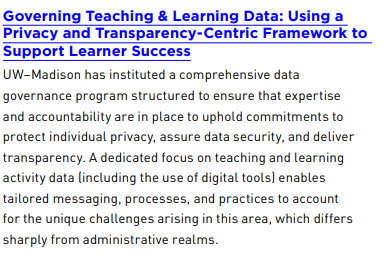 Governing Teaching & Learning Data: Using a
Privacy and Transparency-Centric Framework to
Support Learner Success
UW–Madison has instituted a comprehensive data
governance program structured to ensure that expertise
and accountability are in place to uphold commitments to
protect individual privacy, assure data security, and deliver
transparency. A dedicated focus on teaching and learning
activity data (including the use of digital tools) enables
tailored messaging, processes, and practices to account
for the unique challenges arising in this area, which differs
sharply from administrative realms.